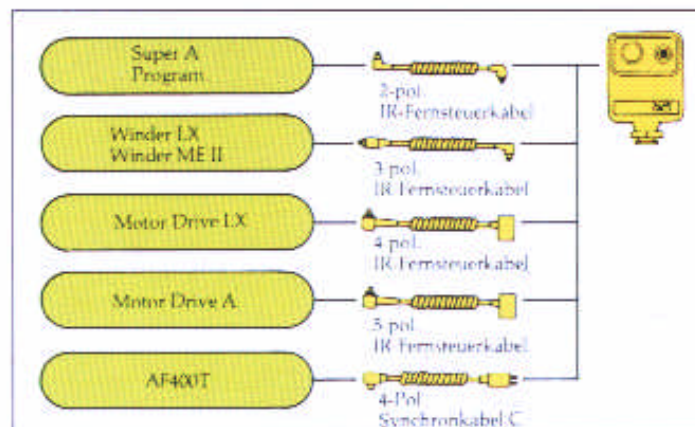 Super A
Program
2-pol.
IR-Fernsteuerkabel
Winder LX
Winder ME II
3-pol.
IR Fernsteuerkabel
Motor Drive LX
4-pol.
IR-Fernsteuerkabel
Motor Drive A
5-pol.
IR Fernsteuerkabel
AF400T
4-Pol
Synchronkabel C